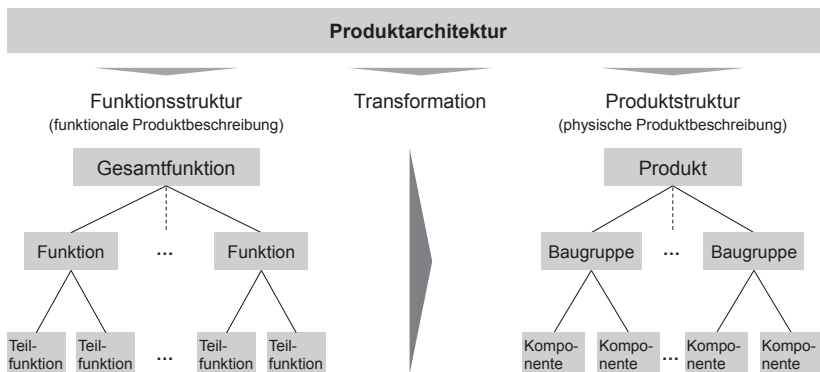 Produktarchitektur
Funktionsstruktur
(funktionale Produktbeschreibung)
Transformation
Produktstruktur
(physische Produktbeschreibung)
Gesamtfunktion
Produkt
Funktion
...
Funktion
Baugruppe
...
Baugruppe
Teil-
funktion
Teil-
funktion
...
Teil-
funktion
Teil-
funktion
Kompo-
nente
Kompo-
nente
...
Kompo-
nente
Kompo-
nente